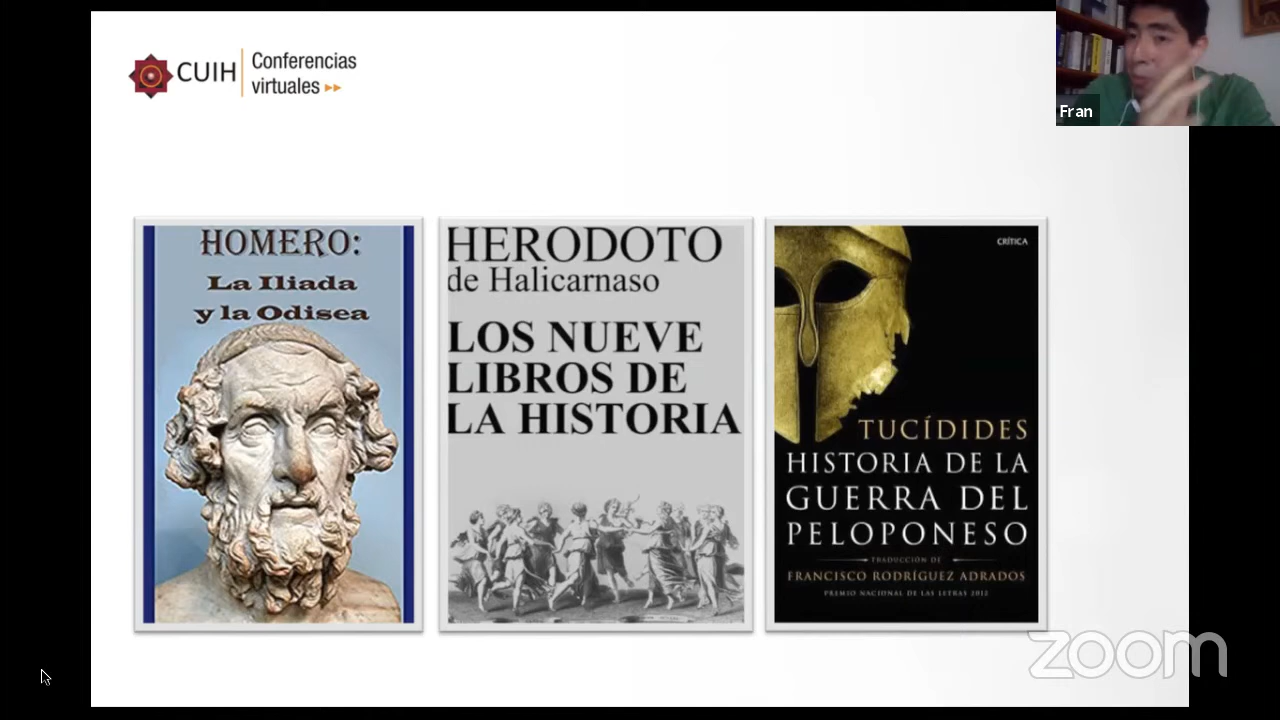 CUIH
Conferencias
virtuales
Fran
HOMERO:
La Iliada
y la Odisea
HERODOTO
de Halicarnaso
LOS NUEVE
LIBROS DE
LA HISTORIA
CRÍTICA
TUCÍDIDES
HISTORIA DE LA
GUERRA DEL
PELOPONESO
TRADUCCIÓN DE
FRANCISCO RODRÍGUEZ ADRADOS
PREMIO NACIONAL DE LAS LETRAS 2012
zoom